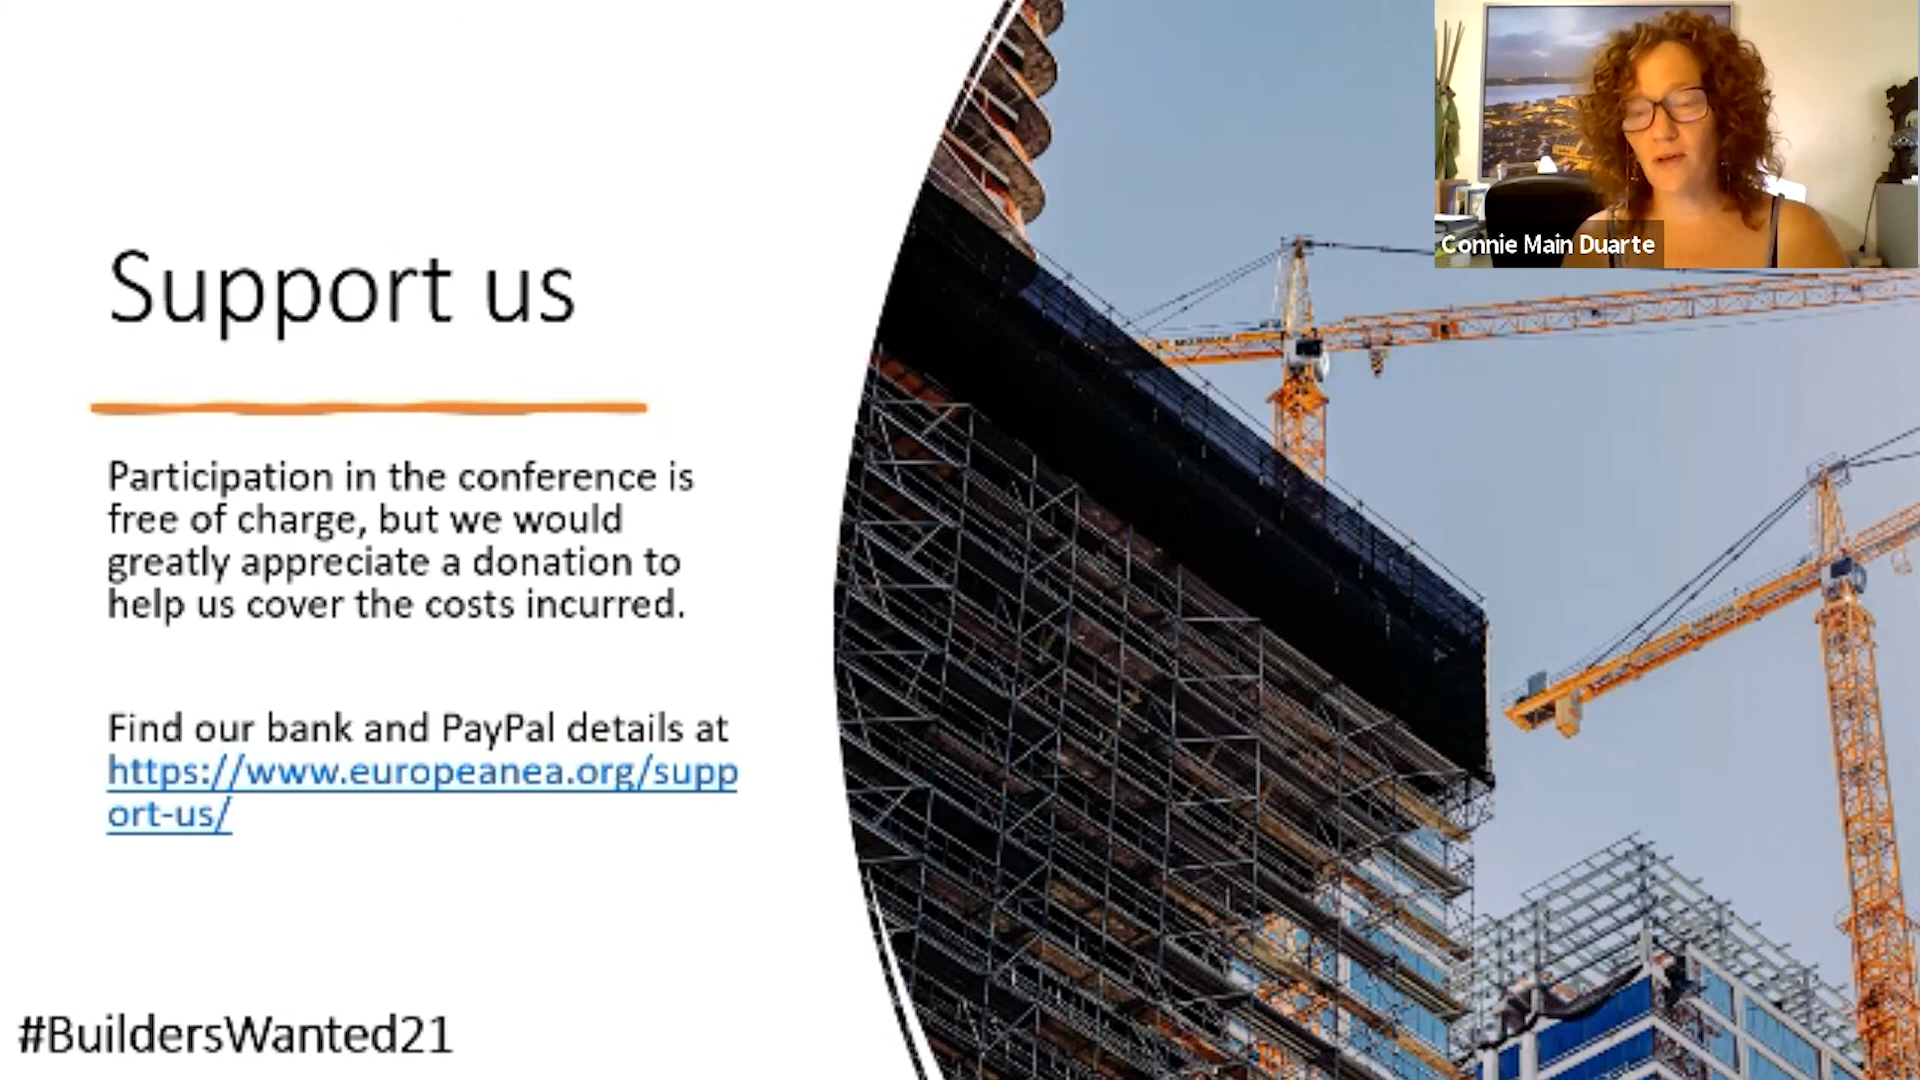 Support us
Participation in the conference is
free of charge, but we would
greatly appreciate a donation to
help us cover the costs incurred.
Find our bank and PayPal details at
https://www.europeanea.org/supp
ort-us/
#BuildersWanted21
Connie Main Duarte